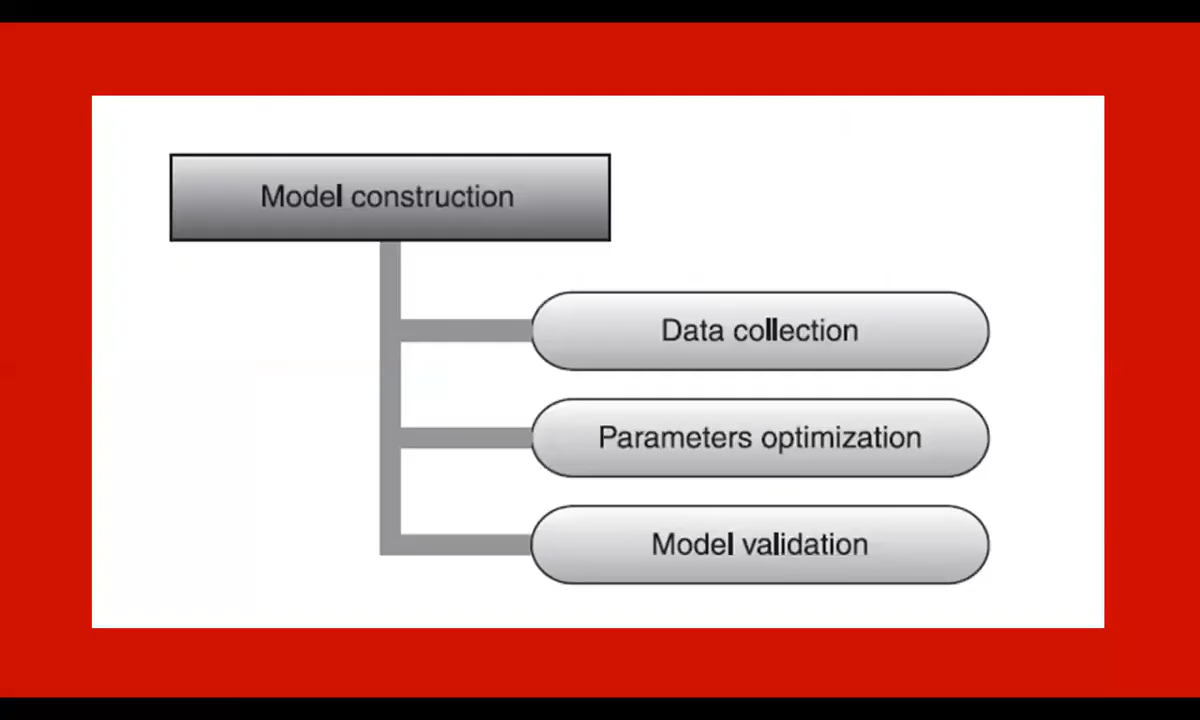 Model construction
Data collection
Parameters optimization
Model validation